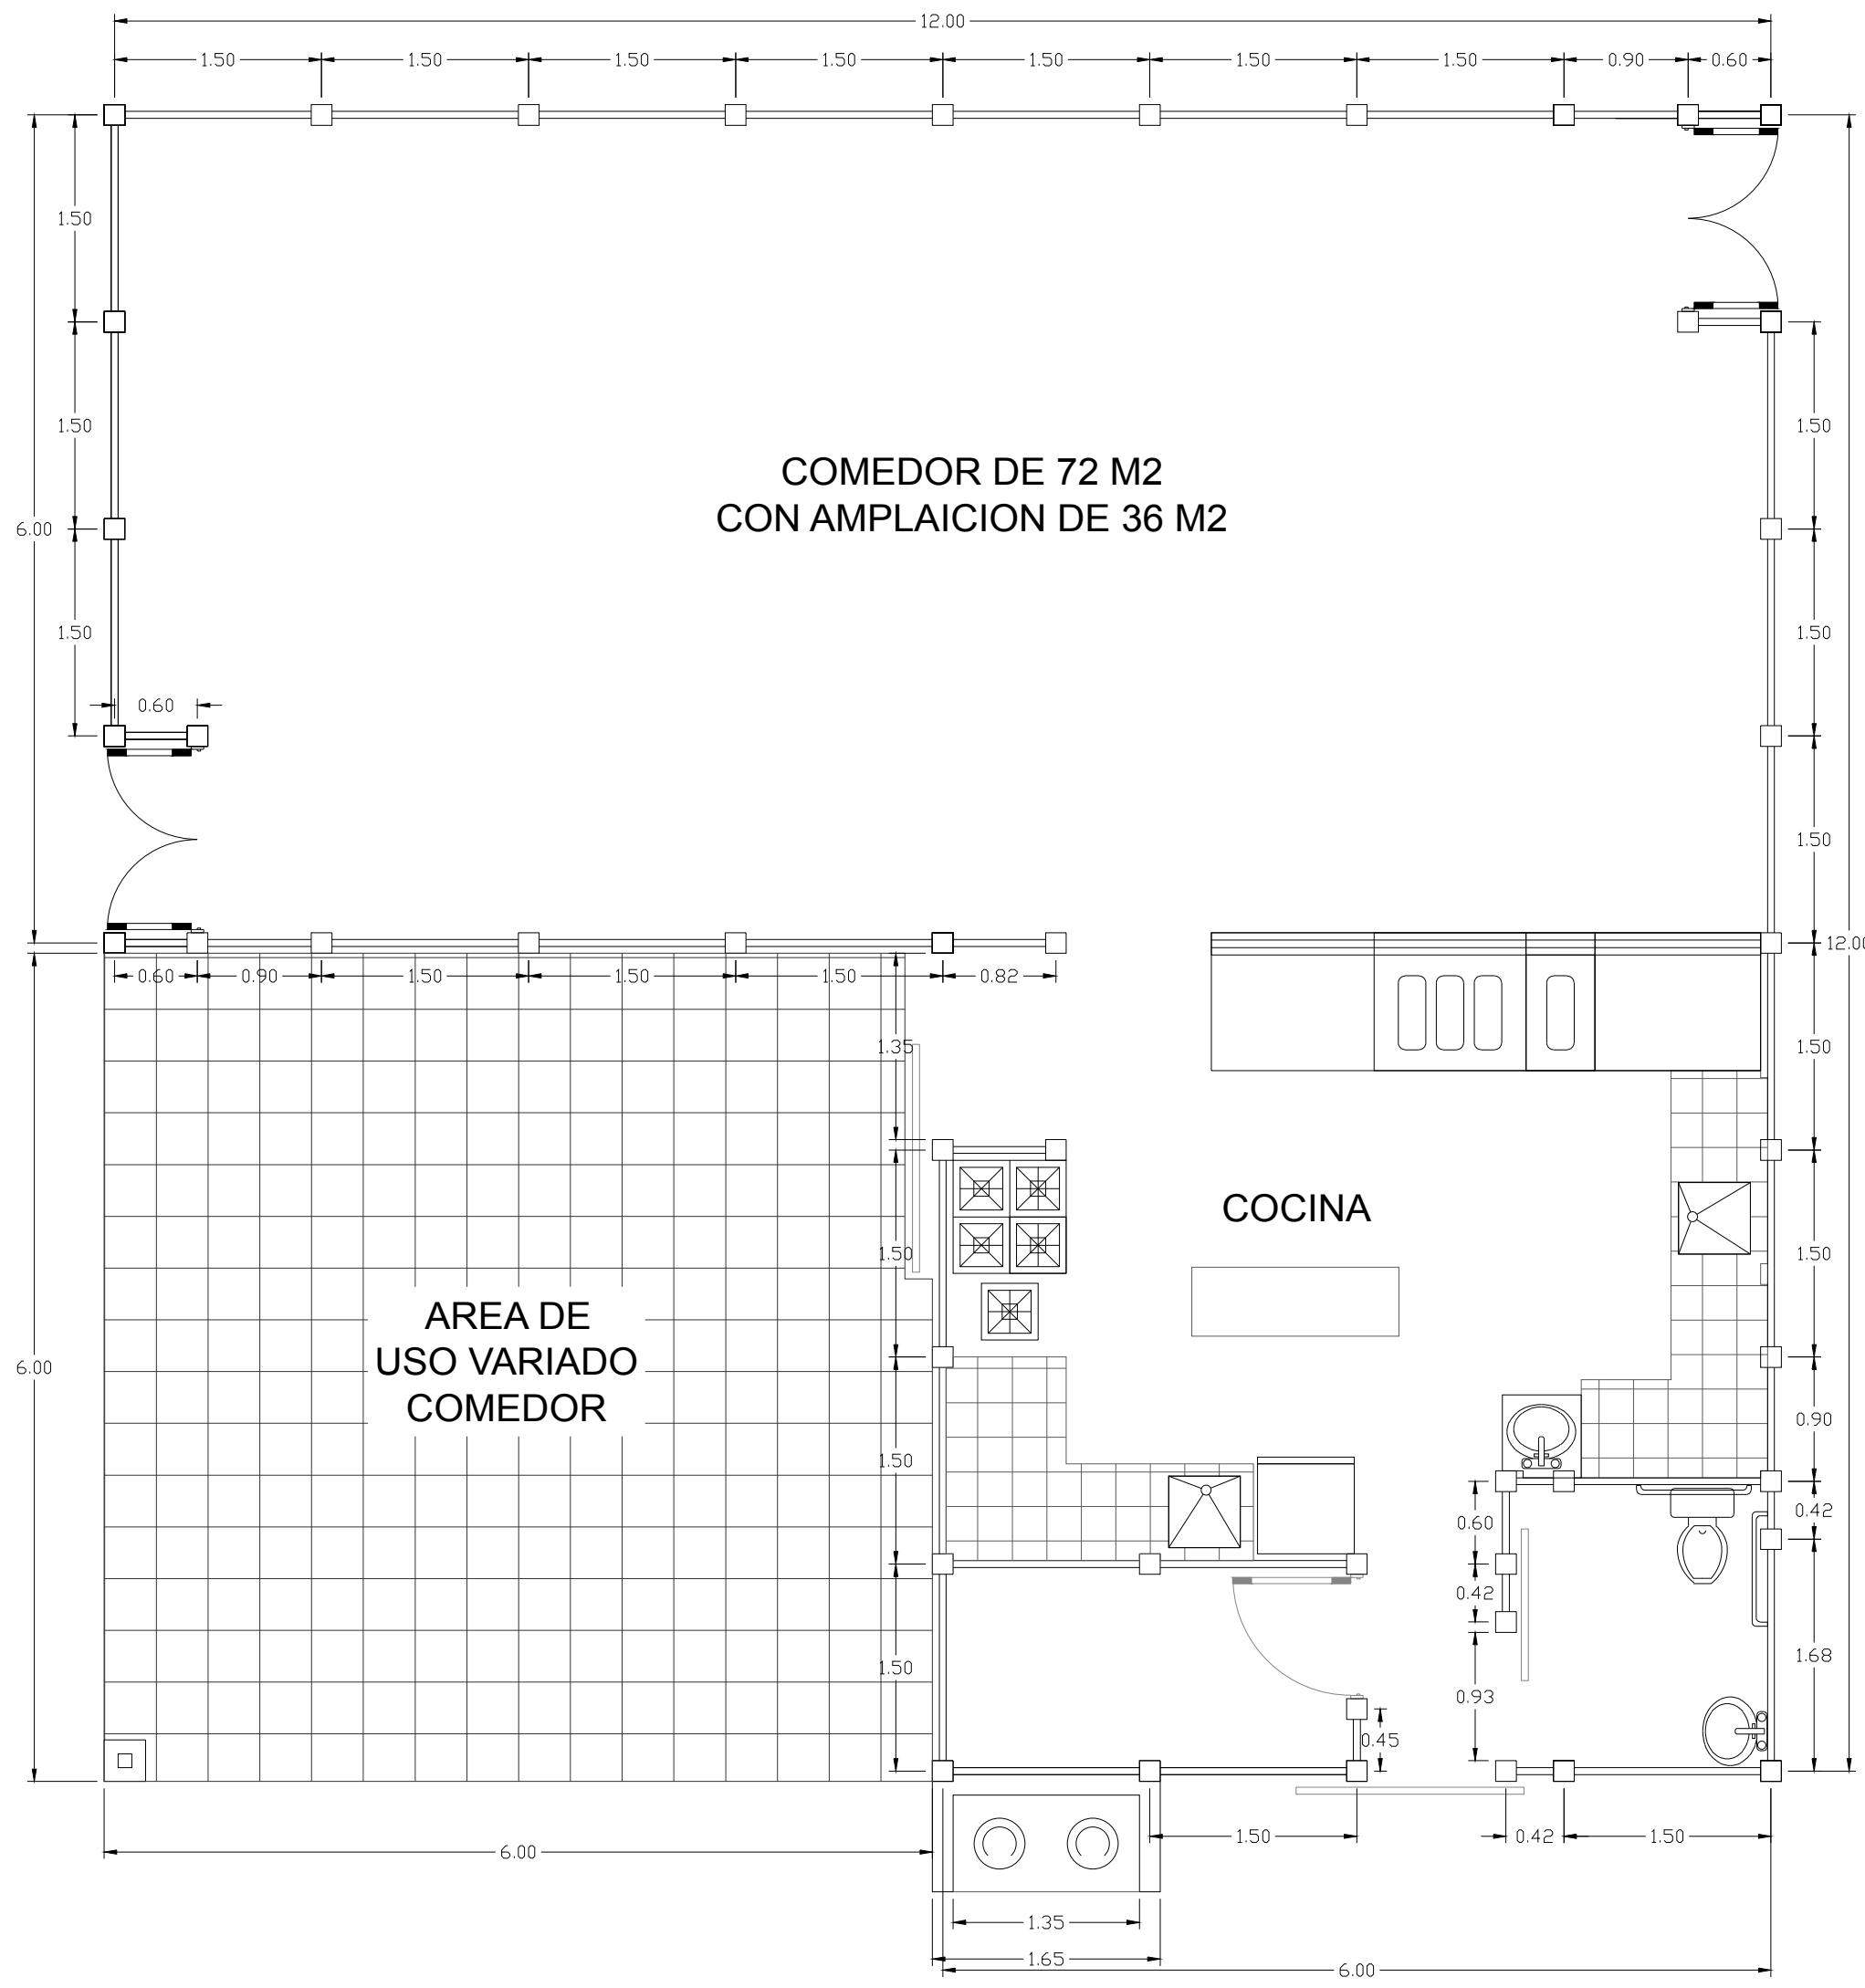 12.00
1.50 1.50 1.50 1.50 1.50 1.50 1.50 0.90 0.60
1.50
1.50 1.50
COMEDOR DE 72 M2
CON AMPLAICION DE 36 M2
6.00
1.50 1.50
0.60
1.50
12.00
0.60 0.90 1.50 1.50 1.50 0.82
1.35 1.50
COCINA
1.50 1.50
AREA DE
USO VARIADO
COMEDOR
6.00
0.90
1.50
0.60 0.42
0.42
1.50 1.68
0.93
0.45
1.50 0.42 1.50
6.00
1.35
1.65
6.00